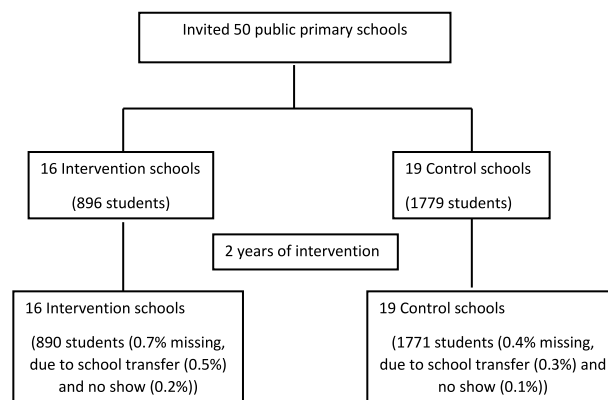 Invited 50 public primary schools
16 Intervention schools
(896 students)
19 Control schools
(1779 students)
2 years of intervention
16 Intervention schools
(890 students (0.7% missing,
due to school transfer (0.5%)
and no show (0.2%))
19 Control schools
(1771 students (0.4% missing,
due to school transfer (0.3%) and
no show (0.1%))